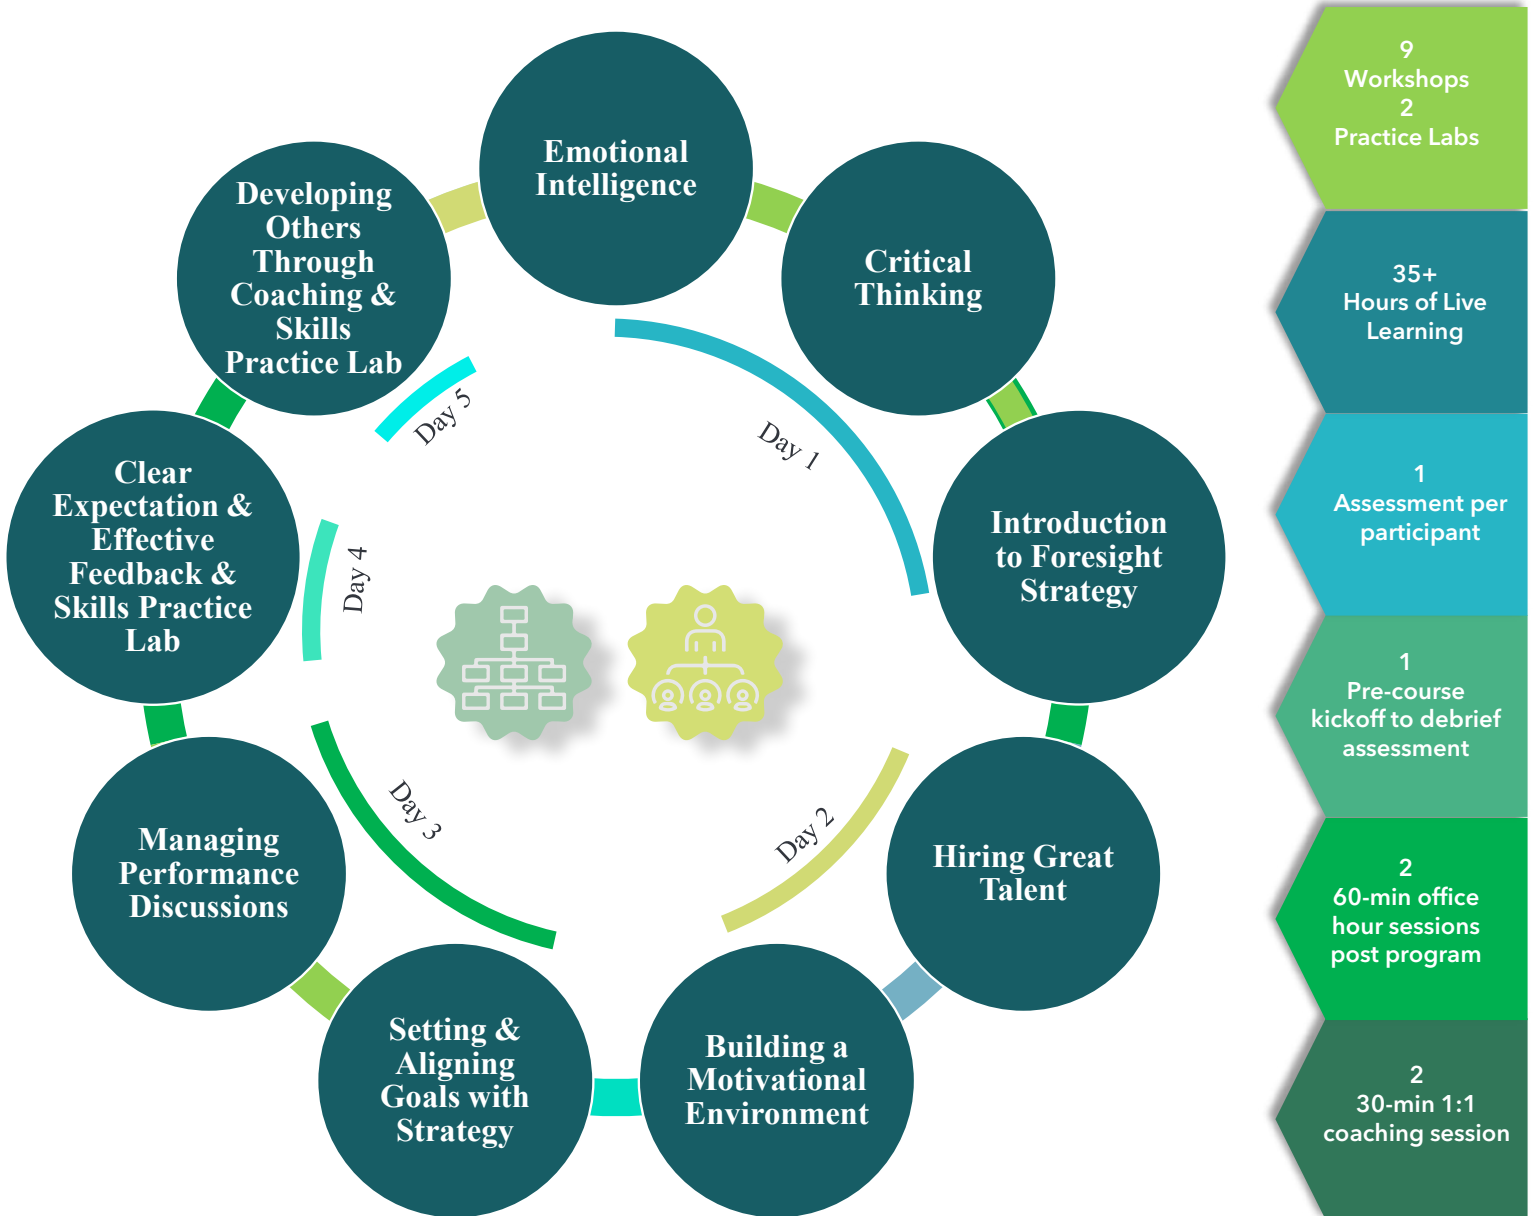 Emotional
Intelligence
Critical
Thinking
Introduction
to Foresight
Strategy
Hiring Great
Talent
Building a
Motivational
Environment
Setting &
Aligning
Goals with
Strategy
Managing
Performance
Discussions
Clear
Expectation &
Effective
Feedback &
Skills Practice
Lab
Developing
Others
Through
Coaching &
Skills
Practice Lab
Day 1
Day 2
Day 3
Day 4
Day 5
9
Workshops
2
Practice Labs
35+
Hours of Live
Learning
1
Assessment per
participant
1
Pre-course
kickoff to debrief
assessment
2
60-min office
hour sessions
post program
2
30-min 1:1
coaching session